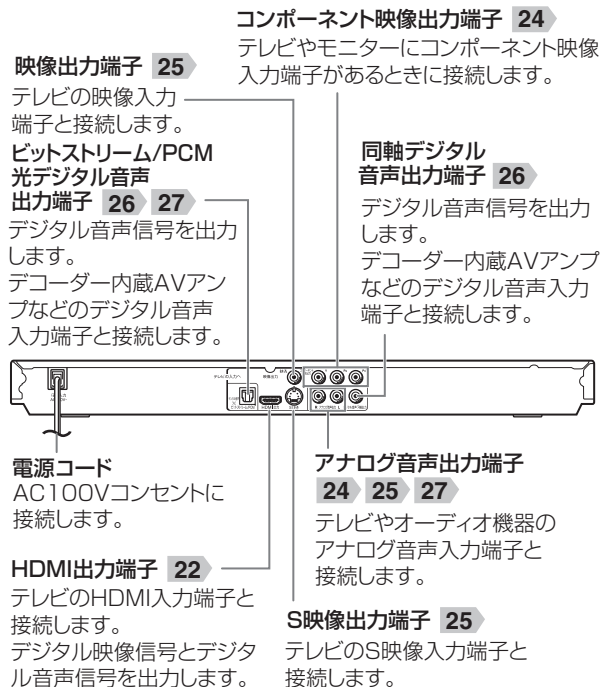 コンポーネント映像出力端子 24
テレビやモニターにコンポーネント映像
入力端子があるときに接続します。
映像出力端子 25
テレビの映像入力
端子と接続します。
ビットストリーム/PCM
光デジタル音声
出力端子 26 27
デジタル音声信号を出力
します。
デコーダー内蔵AVアン
プなどのデジタル音声
入力端子と接続します。
同軸デジタル
音声出力端子 26
デジタル音声信号を出力
します。
デコーダー内蔵AVアンプ
などのデジタル音声入力
端子と接続します。
テレビの入力へ
映像出力
電源コード
AC100Vコンセントに
接続します。
アナログ音声出力端子
24 25 27
テレビやオーディオ機器の
アナログ音声入力端子と
接続します。
HDMI出力端子 22
テレビのHDMI入力端子と
接続します。
デジタル映像信号とデジタ
ル音声信号を出力します。
S映像出力端子 25
テレビのS映像入力端子と
接続します。